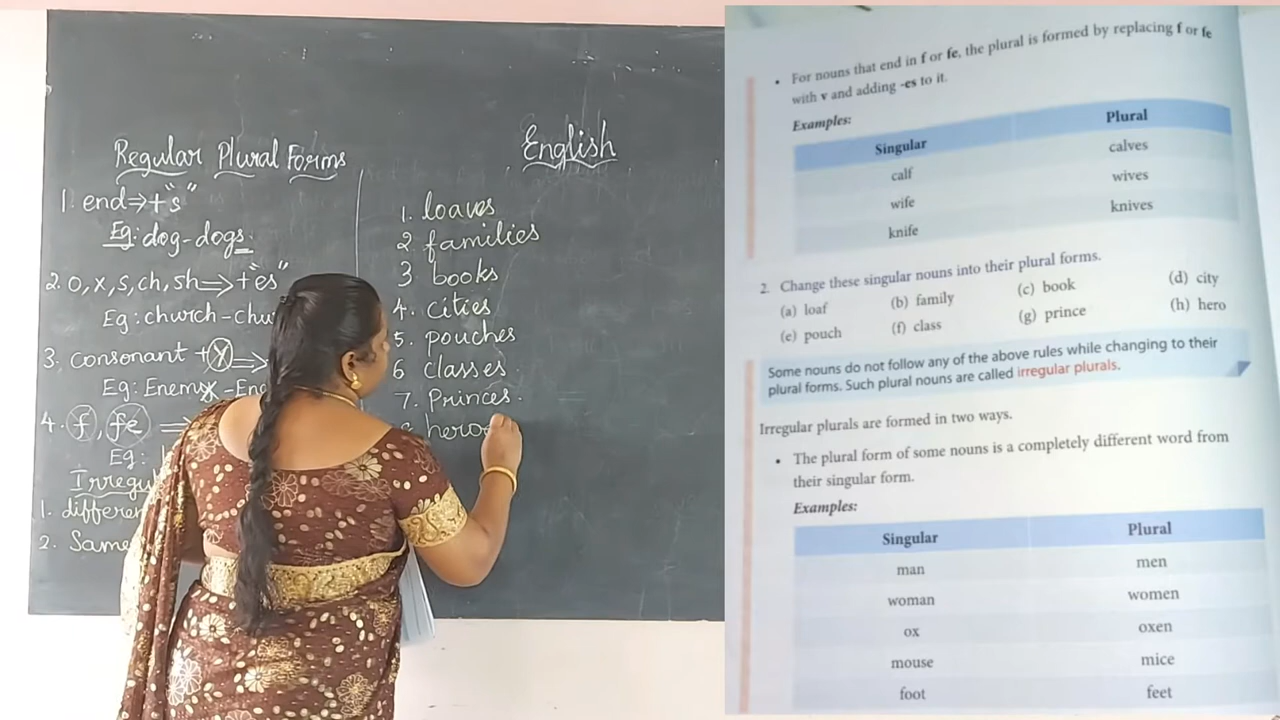 English
Regular Plural Forms
1. end⇒+"s"
Eg: dog-dogs.
2. o, x, s, ch, sh⇒+"es"
Eg: church-
3. consonant + y ⇒
Eg: Enemy -
4. f, fe ⇒
Eg:
1.
2. Same
1. loaves
2 families
3 books
4. cities
5. pouches
6 classes.
7. Princes.
• For nouns that end in f or fe, the plural is formed by replacing f or fe
with v and adding -es to it.
Examples:
Singular Plural
calf calves
wife wives
knife knives
2. Change these singular nouns into their plural forms.
(a) loaf (b) family (c) book (d) city
(e) pouch (f) class (g) prince (h) hero
Some nouns do not follow any of the above rules while changing to their
plural forms. Such plural nouns are called irregular plurals.
Irregular plurals are formed in two ways.
• The plural form of some nouns is a completely different word from
their singular form.
Examples:
Singular Plural
man men
woman women
ox oxen
mouse mice
foot feet